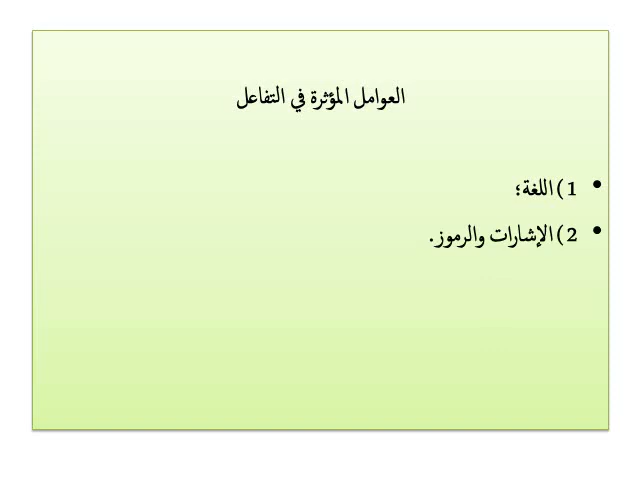 العوامل المؤثرة في التفاعل
• 1) اللغة؛
• 2) الإشارات والرموز.